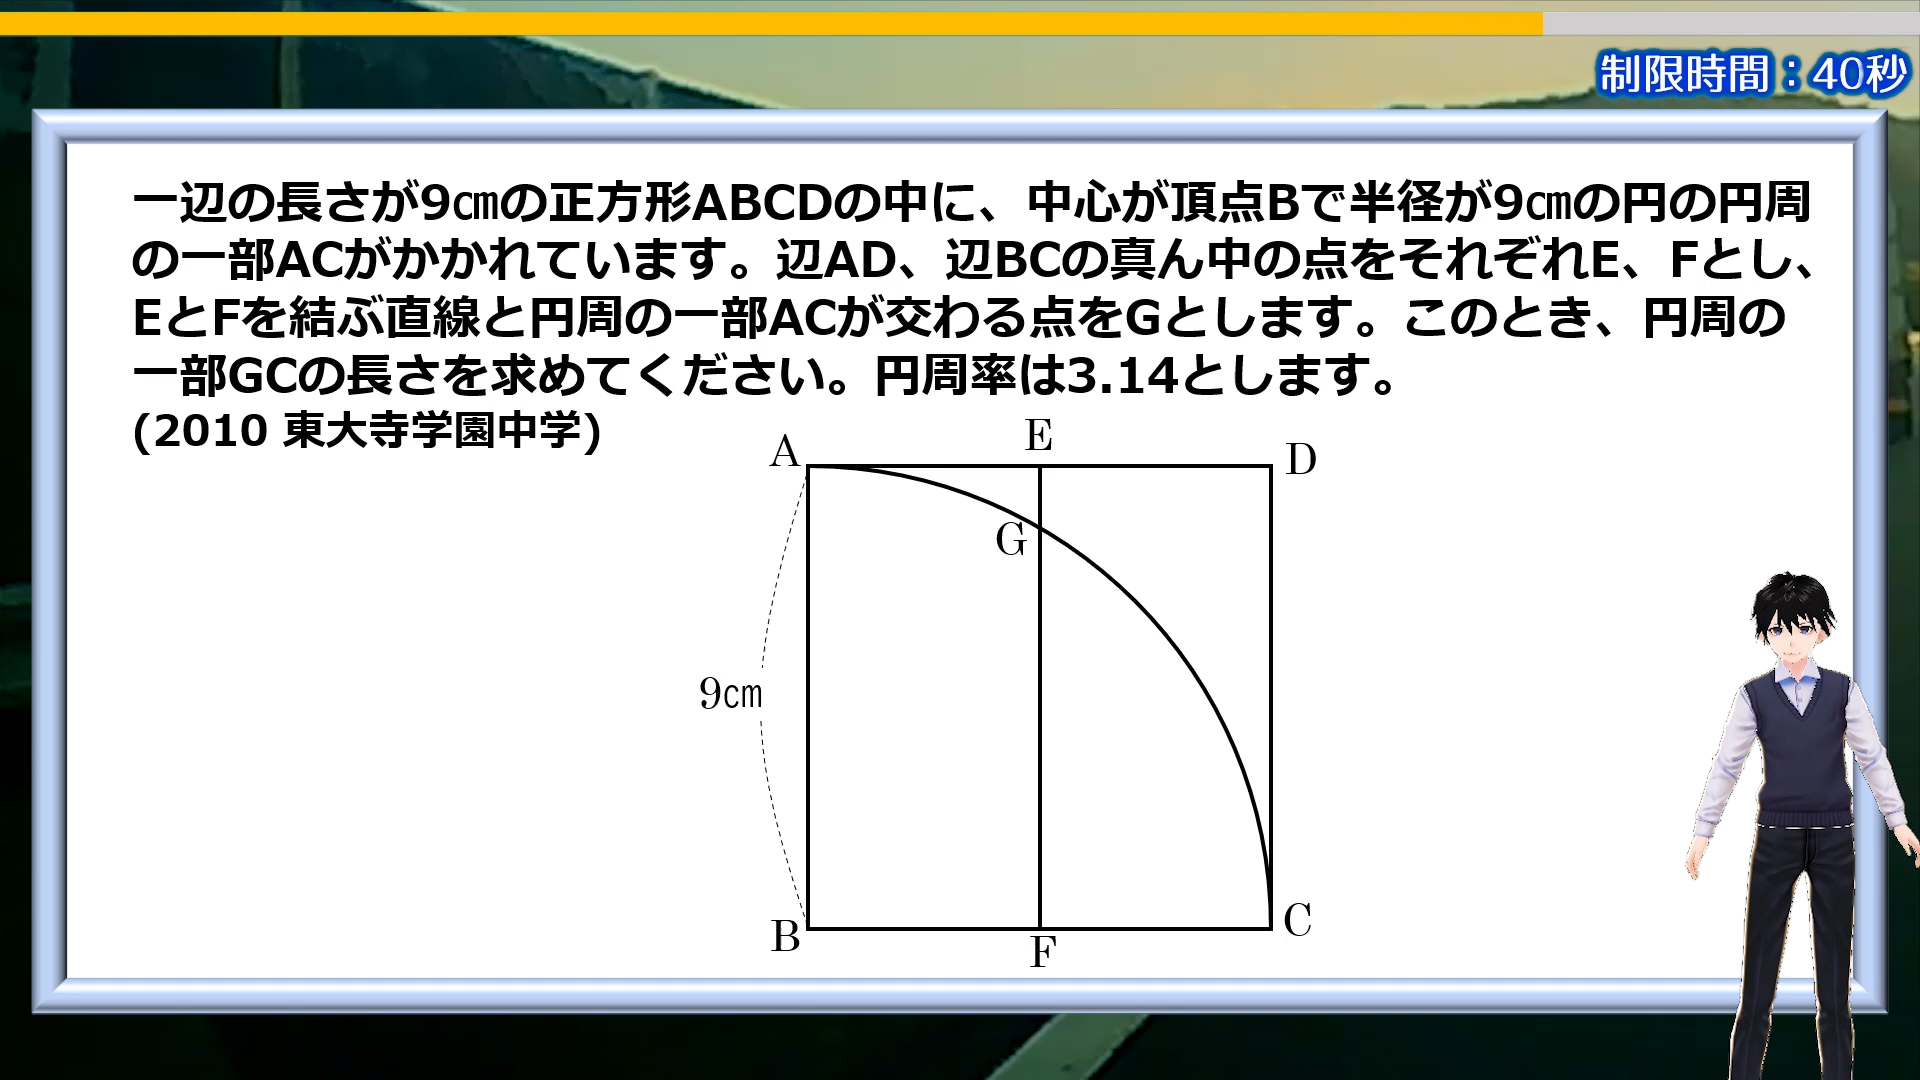 制限時間：40秒
一辺の長さが9㎝の正方形ABCDの中に、中心が頂点Bで半径が9㎝の円の円周
の一部ACがかかれています。辺AD、辺BCの真ん中の点をそれぞれE、Fとし、
EとFを結ぶ直線と円周の一部ACが交わる点をGとします。このとき、円周の
一部GCの長さを求めてください。円周率は3.14とします。
(2010 東大寺学園中学)
A
E
D
G
9㎝
B
F
C